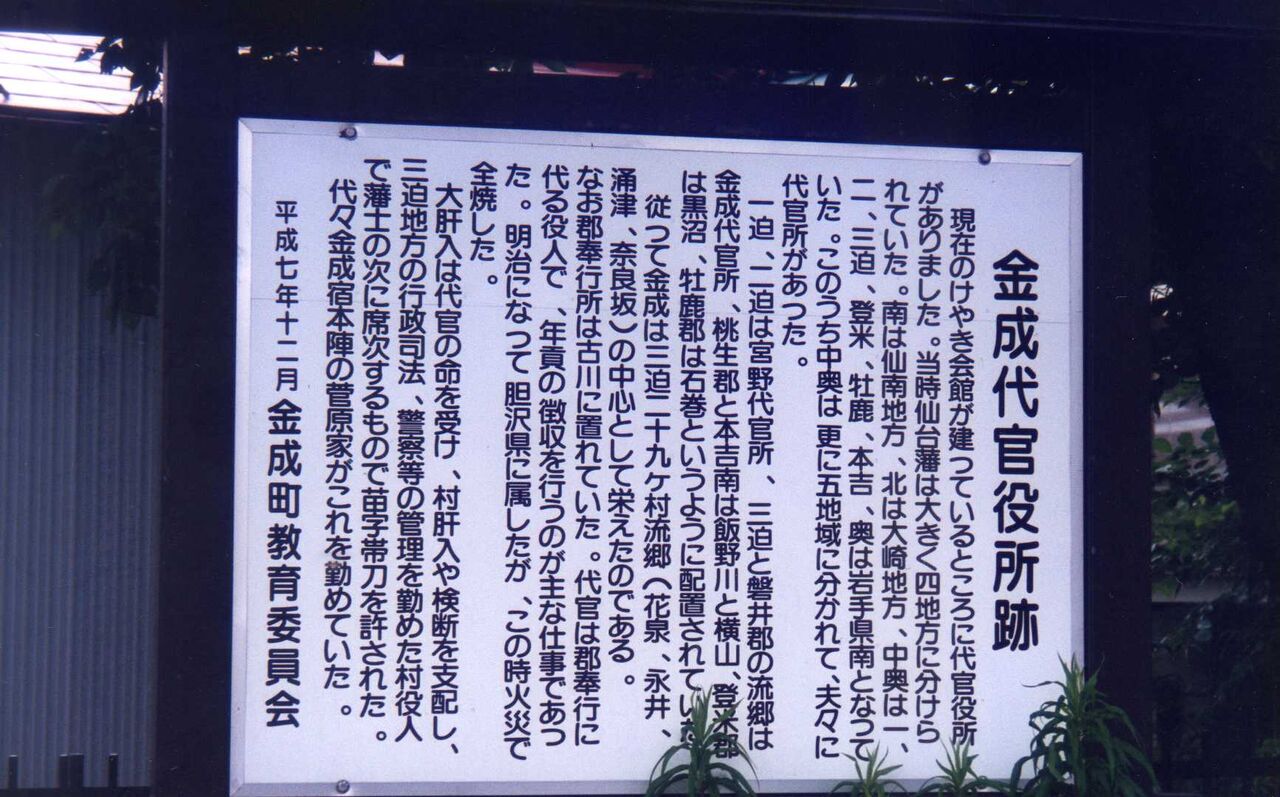 金成代官役所跡
現在のけやき会館が建つているところに代官役所
がありました。当時仙台藩は大きく四地方に分けら
れていた。南は仙南地方、北は大崎地方、中奥は一、
二、三迫、登米、牡鹿、本吉、奥は岩手県南となつて
いた。このうち中奥は更に五地域に分かれて、夫々に
代官所があつた。
一迫、二迫は宮野代官所、三迫と磐井郡の流郷は
金成代官所、桃生郡と本吉南は飯野川と横山、登米郡
は黒沼、牡鹿郡は石巻というように配置されていた
従つて金成は三迫二十九ケ村流郷(花泉、永井、
涌津、奈良坂)の中心として栄えたのである。
なお郡奉行所は古川に置れていた。代官は郡奉行に
代る役人で、年貢の徴収を行うのが主な仕事であつ
た。明治になつて胆沢県に属したが、この時火災で
全焼した。
大肝入は代官の命を受け、村肝入や検断を支配し、
三迫地方の行政司法、警察等の管理を勤めた村役人
で藩士の次に席次するもので苗字帯刀を許された。
代々金成宿本陣の菅原家がこれを勤めていた。
平成七年十二月 金成町教育委員会